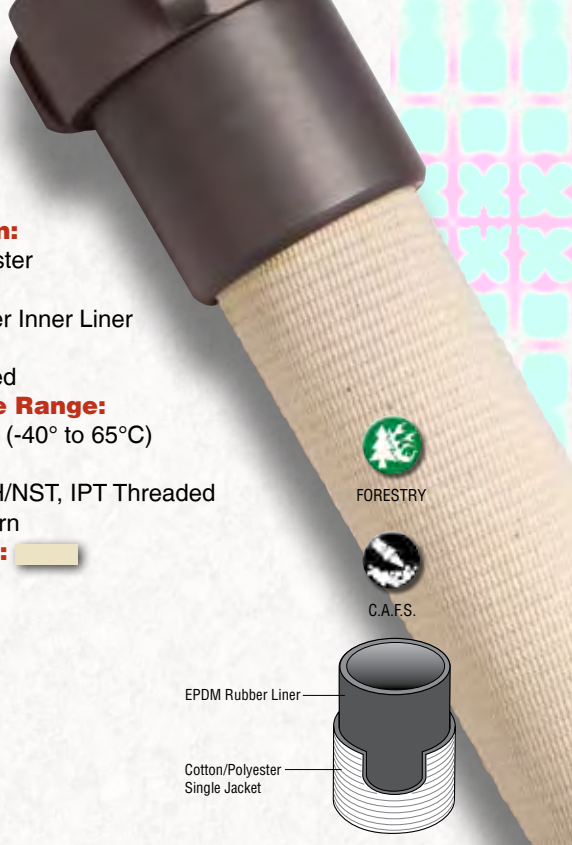 n:
ster
er Inner Liner
ed
e Range:
(-40° to 65°C)
H/NST, IPT Threaded
rn
:
FORESTRY
C.A.F.S.
EPDM Rubber Liner
Cotton/Polyester
Single Jacket